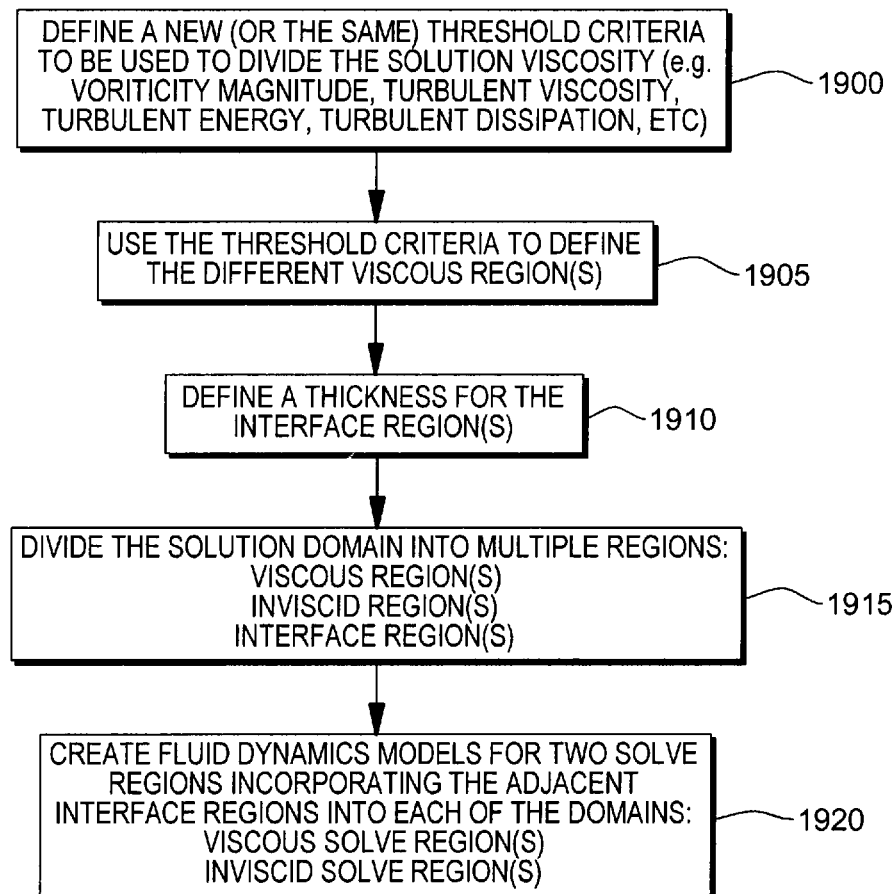 DEFINE A NEW (OR THE SAME) THRESHOLD CRITERIA
TO BE USED TO DIVIDE THE SOLUTION VISCOSITY (e.g.
VORITICITY MAGNITUDE, TURBULENT VISCOSITY,
TURBULENT ENERGY, TURBULENT DISSIPATION, ETC)
1900
USE THE THRESHOLD CRITERIA TO DEFINE
THE DIFFERENT VISCOUS REGION(S)
1905
DEFINE A THICKNESS FOR THE
INTERFACE REGION(S)
1910
DIVIDE THE SOLUTION DOMAIN INTO MULTIPLE REGIONS:
VISCOUS REGION(S)
INVISCID REGION(S)
INTERFACE REGION(S)
1915
CREATE FLUID DYNAMICS MODELS FOR TWO SOLVE
REGIONS INCORPORATING THE ADJACENT
INTERFACE REGIONS INTO EACH OF THE DOMAINS:
VISCOUS SOLVE REGION(S)
INVISCID SOLVE REGION(S)
1920